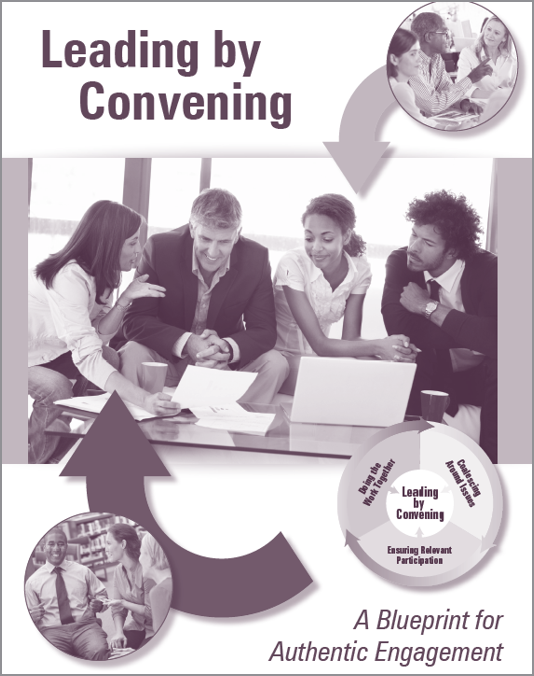 Leading by
Convening
Doing the
Work Together
Coalescing
Around Issues
Leading
by
Convening
Ensuring Relevant
Participation
A Blueprint for
Authentic Engagement